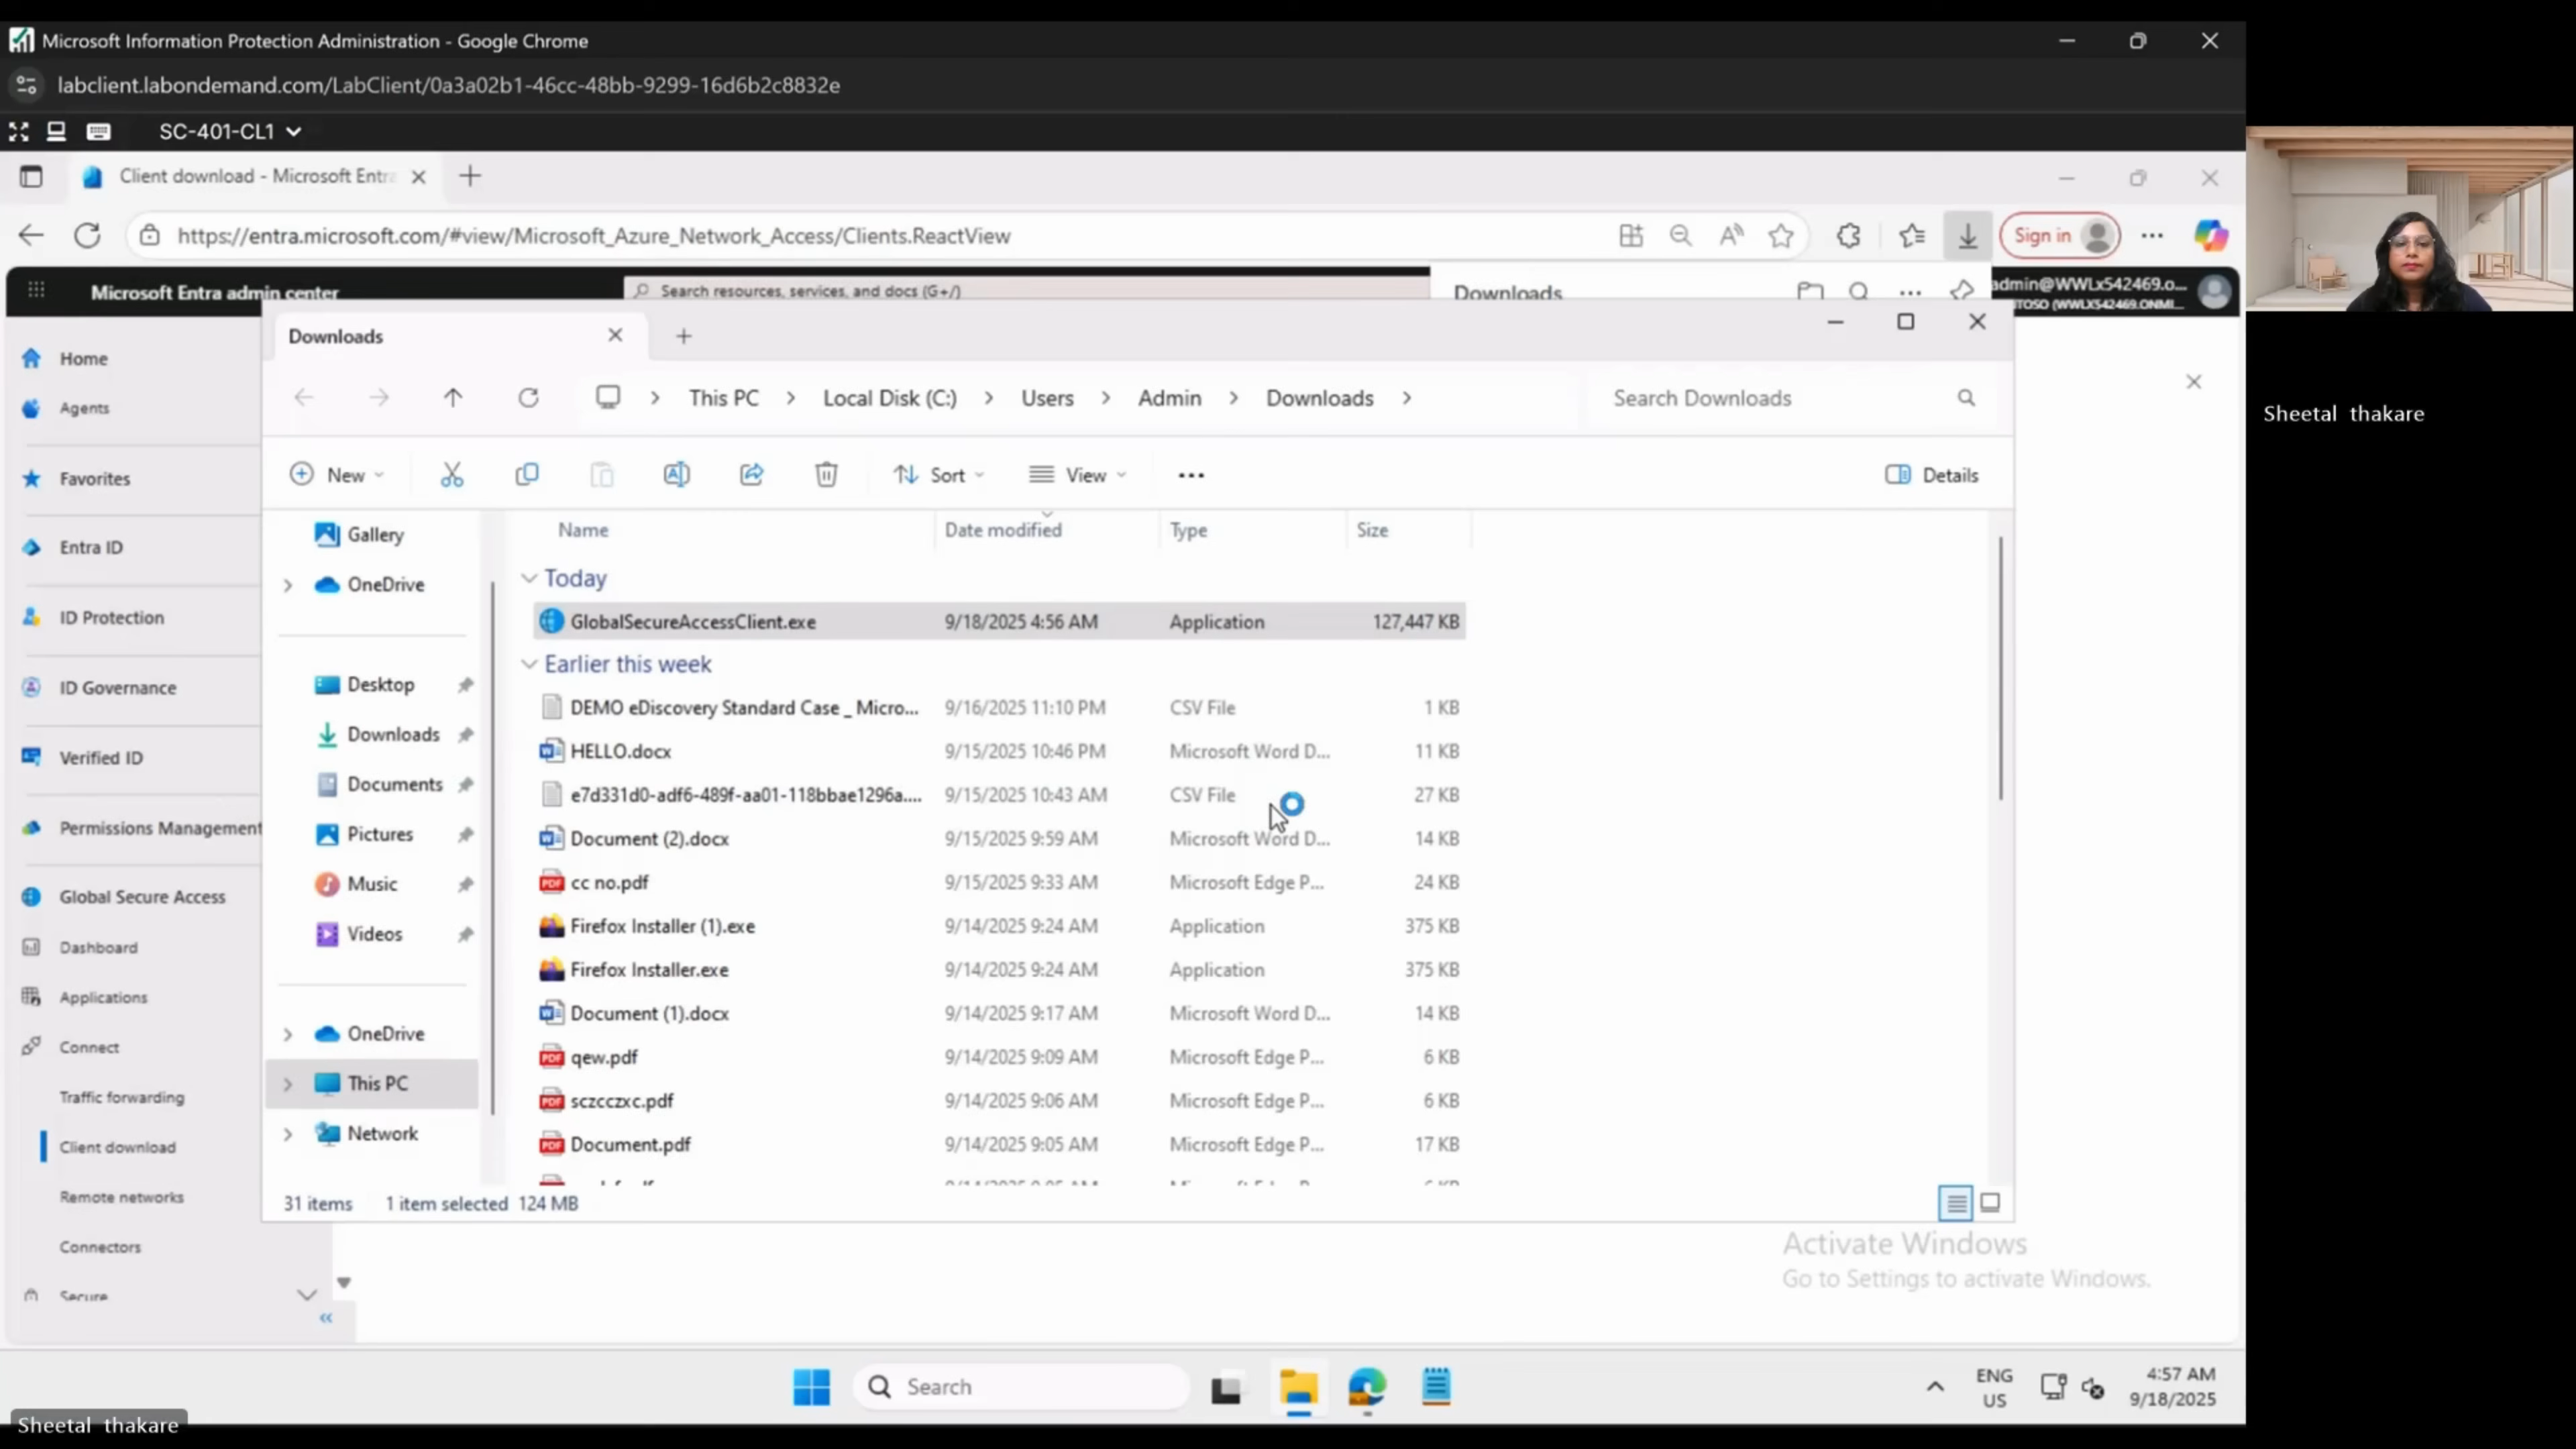 Microsoft Information Protection Administration - Google Chrome
labclient.labondemand.com/LabClient/0a3a02b1-46cc-48bb-9299-16d6b2c8832e
SC-401-CL1
Client download - Microsoft Entra
https://entra.microsoft.com/#view/Microsoft_Azure_Network_Access/Clients.ReactView
Sign in
Microsoft Entra admin center
Search resources, services, and docs (G+/)
Downloads
admin@WWLx542469.o...
TOSO (WWLX542469.ONMI...
Home
Agents
Favorites
Entra ID
ID Protection
ID Governance
Verified ID
Permissions Management
Global Secure Access
Dashboard
Applications
Connect
Traffic forwarding
Client download
Remote networks
Connectors
Secure
Downloads
This PC > Local Disk (C:) > Users > Admin > Downloads >
Search Downloads
New
Sort
View
Details
Gallery
OneDrive
Desktop
Downloads
Documents
Pictures
Music
Videos
OneDrive
This PC
Network
Name Date modified Type Size
Today
GlobalSecureAccessClient.exe 9/18/2025 4:56 AM Application 127,447 KB
Earlier this week
DEMO eDiscovery Standard Case _ Micro... 9/16/2025 11:10 PM CSV File 1 KB
HELLO.docx 9/15/2025 10:46 PM Microsoft Word D... 11 KB
e7d331d0-adf6-489f-aa01-118bbae1296a.... 9/15/2025 10:43 AM CSV File 27 KB
Document (2).docx 9/15/2025 9:59 AM Microsoft Word D... 14 KB
cc no.pdf 9/15/2025 9:33 AM Microsoft Edge P... 24 KB
Firefox Installer (1).exe 9/14/2025 9:24 AM Application 375 KB
Firefox Installer.exe 9/14/2025 9:24 AM Application 375 KB
Document (1).docx 9/14/2025 9:17 AM Microsoft Word D... 14 KB
qew.pdf 9/14/2025 9:09 AM Microsoft Edge P... 6 KB
sczcczxc.pdf 9/14/2025 9:06 AM Microsoft Edge P... 6 KB
Document.pdf 9/14/2025 9:05 AM Microsoft Edge P... 17 KB
31 items 1 item selected 124 MB
Activate Windows
Go to Settings to activate Windows.
Search
ENG
US
4:57 AM
9/18/2025
Sheetal thakare
Sheetal thakare